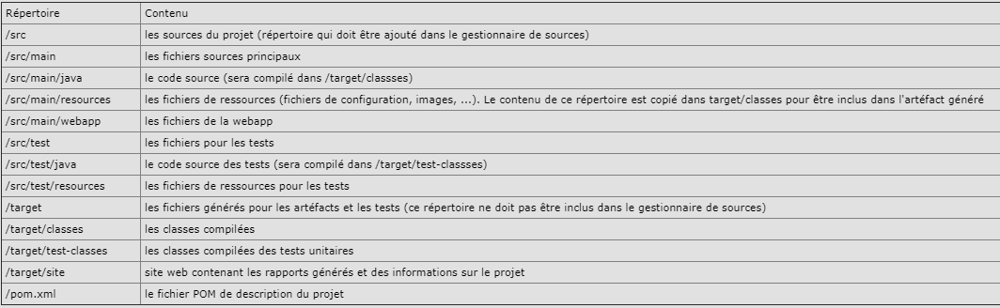 Répertoire Contenu
/src les sources du projet (répertoire qui doit être ajouté dans le gestionnaire de sources)
/src/main les fichiers sources principaux
/src/main/java le code source (sera compilé dans /target/classses)
/src/main/resources les fichiers de ressources (fichiers de configuration, images, ...). Le contenu de ce répertoire est copié dans target/classes pour être inclus dans l'artéfact généré
/src/main/webapp les fichiers de la webapp
/src/test les fichiers pour les tests
/src/test/java le code source des tests (sera compilé dans /target/test-classses)
/src/test/resources les fichiers de ressources pour les tests
/target les fichiers générés pour les artéfacts et les tests (ce répertoire ne doit pas être inclus dans le gestionnaire de sources)
/target/classes les classes compilées
/target/test-classes les classes compilées des tests unitaires
/target/site site web contenant les rapports générés et des informations sur le projet
/pom.xml le fichier POM de description du projet